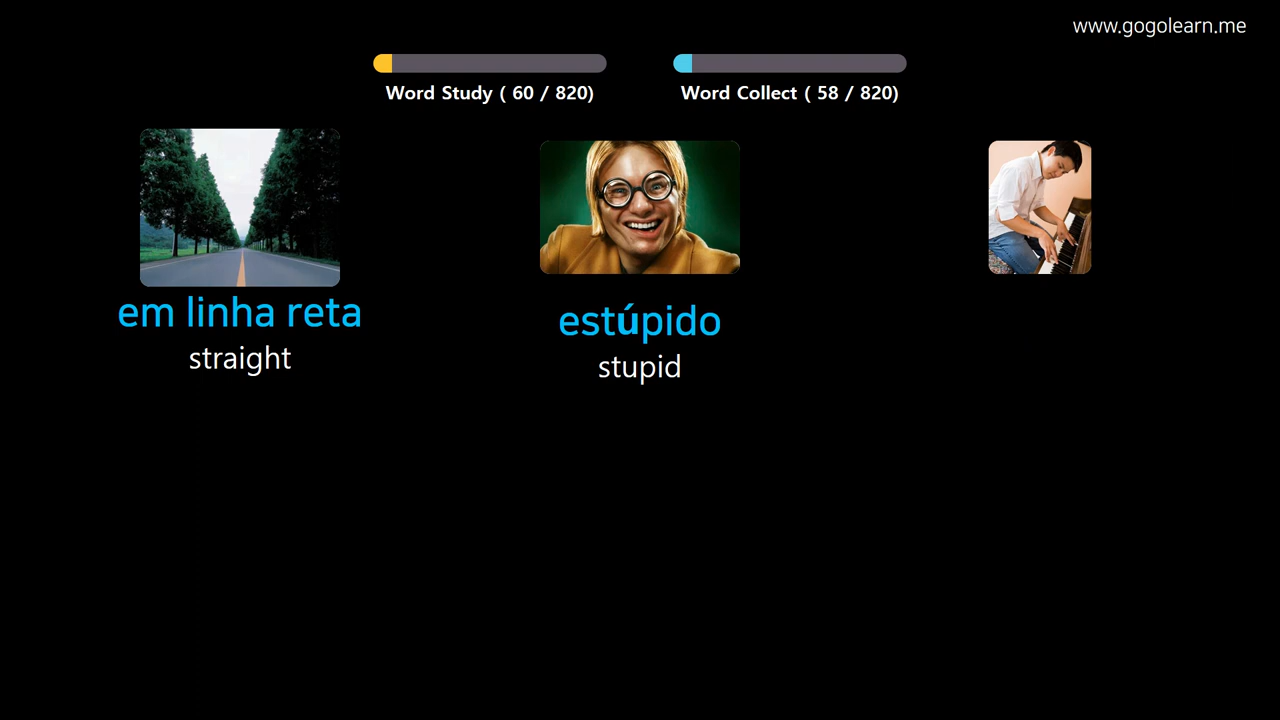 www.gogolearn.me
Word Study ( 60 / 820)
Word Collect ( 58 / 820)
em linha reta
straight
estúpido
stupid